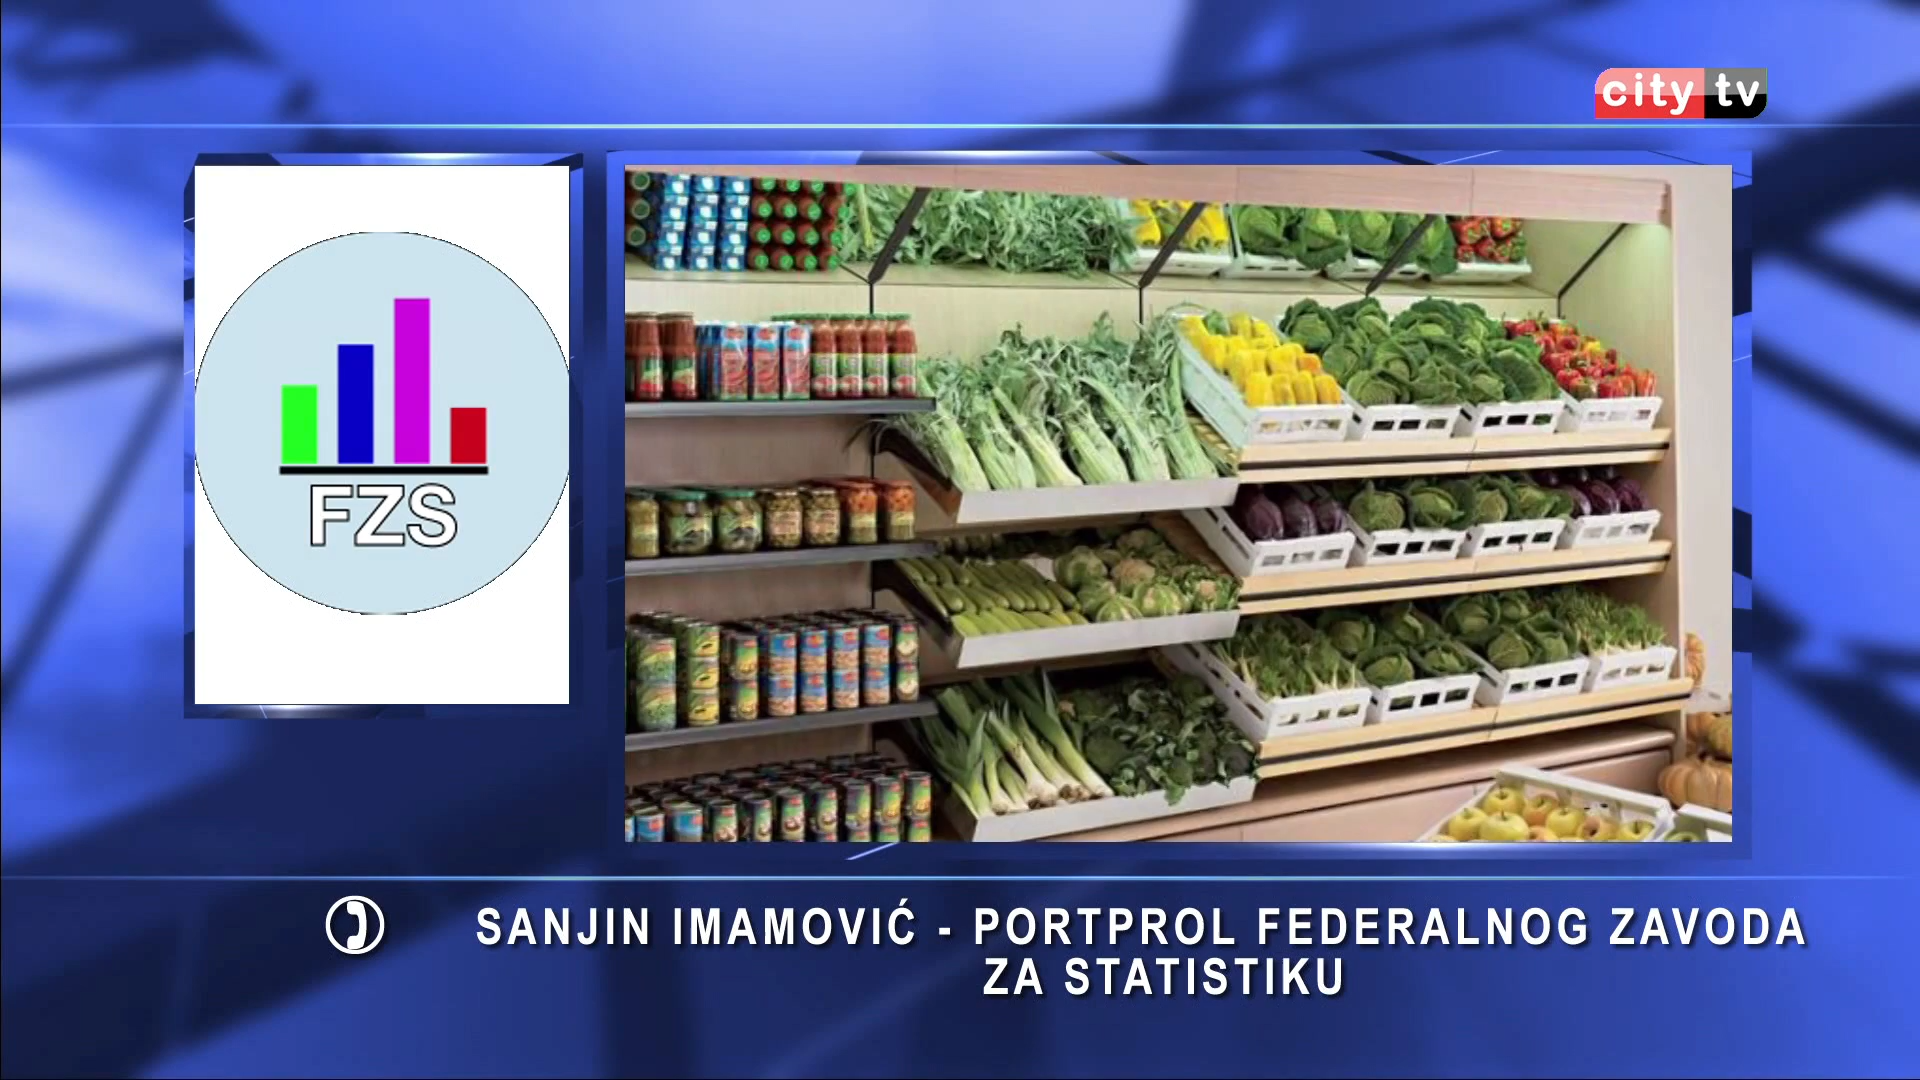 city tv
FZS
SANJIN IMAMOVIĆ - PORTPROL FEDERALNOG ZAVODA
ZA STATISTIKU